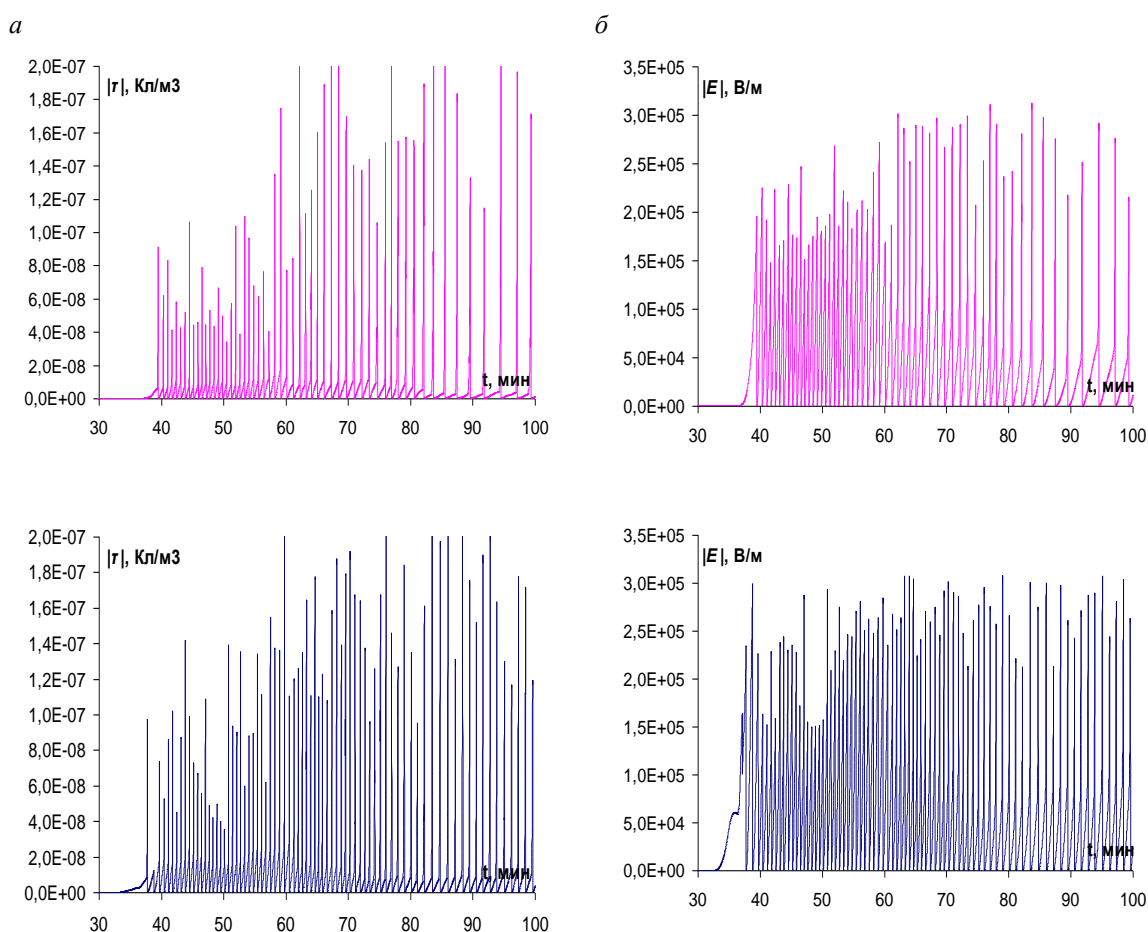 а б
2,0E-07
1,8E-07
1,6E-07
1,4E-07
1,2E-07
1,0E-07
8,0E-08
6,0E-08
4,0E-08
2,0E-08
0,0E+00
|τ|, Кл/м3
t, мин
30 40 50 60 70 80 90 100
3,5E+05
3,0E+05
2,5E+05
2,0E+05
1,5E+05
1,0E+05
5,0E+04
0,0E+00
|E|, В/м
t, мин
30 40 50 60 70 80 90 100
2,0E-07
1,8E-07
1,6E-07
1,4E-07
1,2E-07
1,0E-07
8,0E-08
6,0E-08
4,0E-08
2,0E-08
0,0E+00
|τ|, Кл/м3
t, мин
30 40 50 60 70 80 90 100
3,5E+05
3,0E+05
2,5E+05
2,0E+05
1,5E+05
1,0E+05
5,0E+04
0,0E+00
|E|, В/м
t, мин
30 40 50 60 70 80 90 100